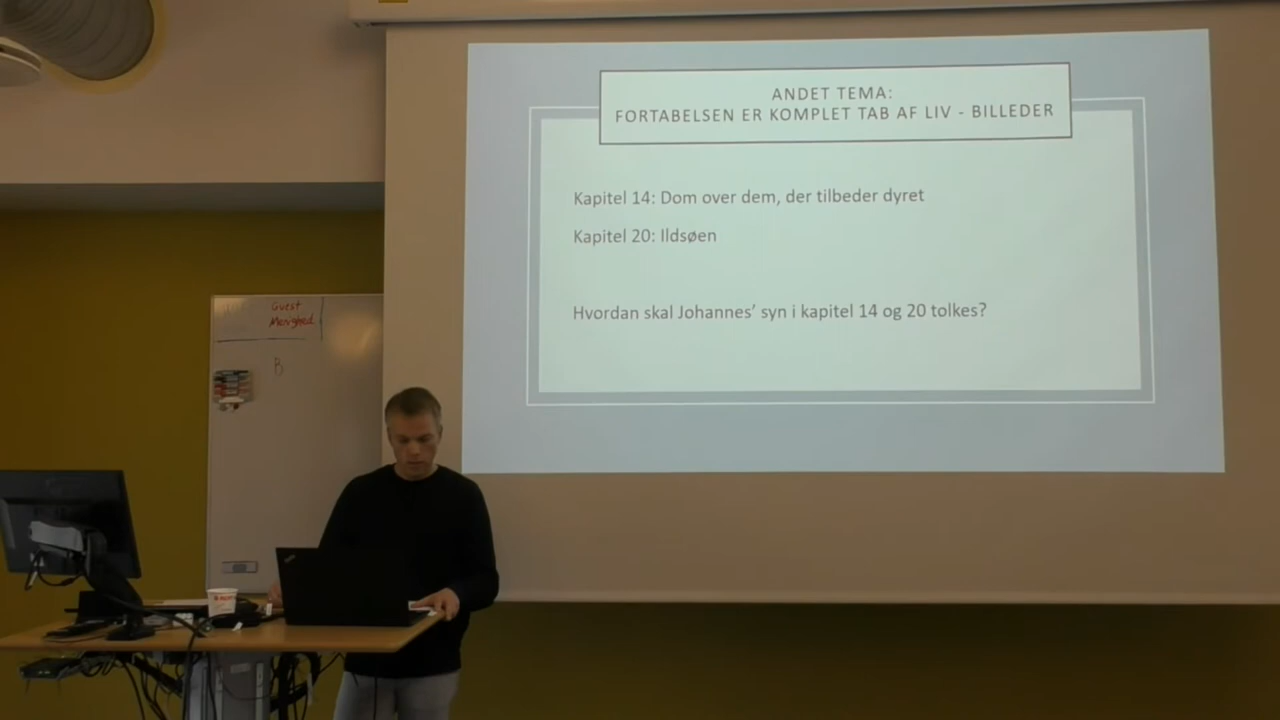 ANDET TEMA:
FORTABELSEN ER KOMPLET TAB AF LIV - BILLEDER
Kapitel 14: Dom over dem, der tilbeder dyret
Kapitel 20: Ildsøen
Hvordan skal Johannes’ syn i kapitel 14 og 20 tolkes?
Guest
Menighed
B